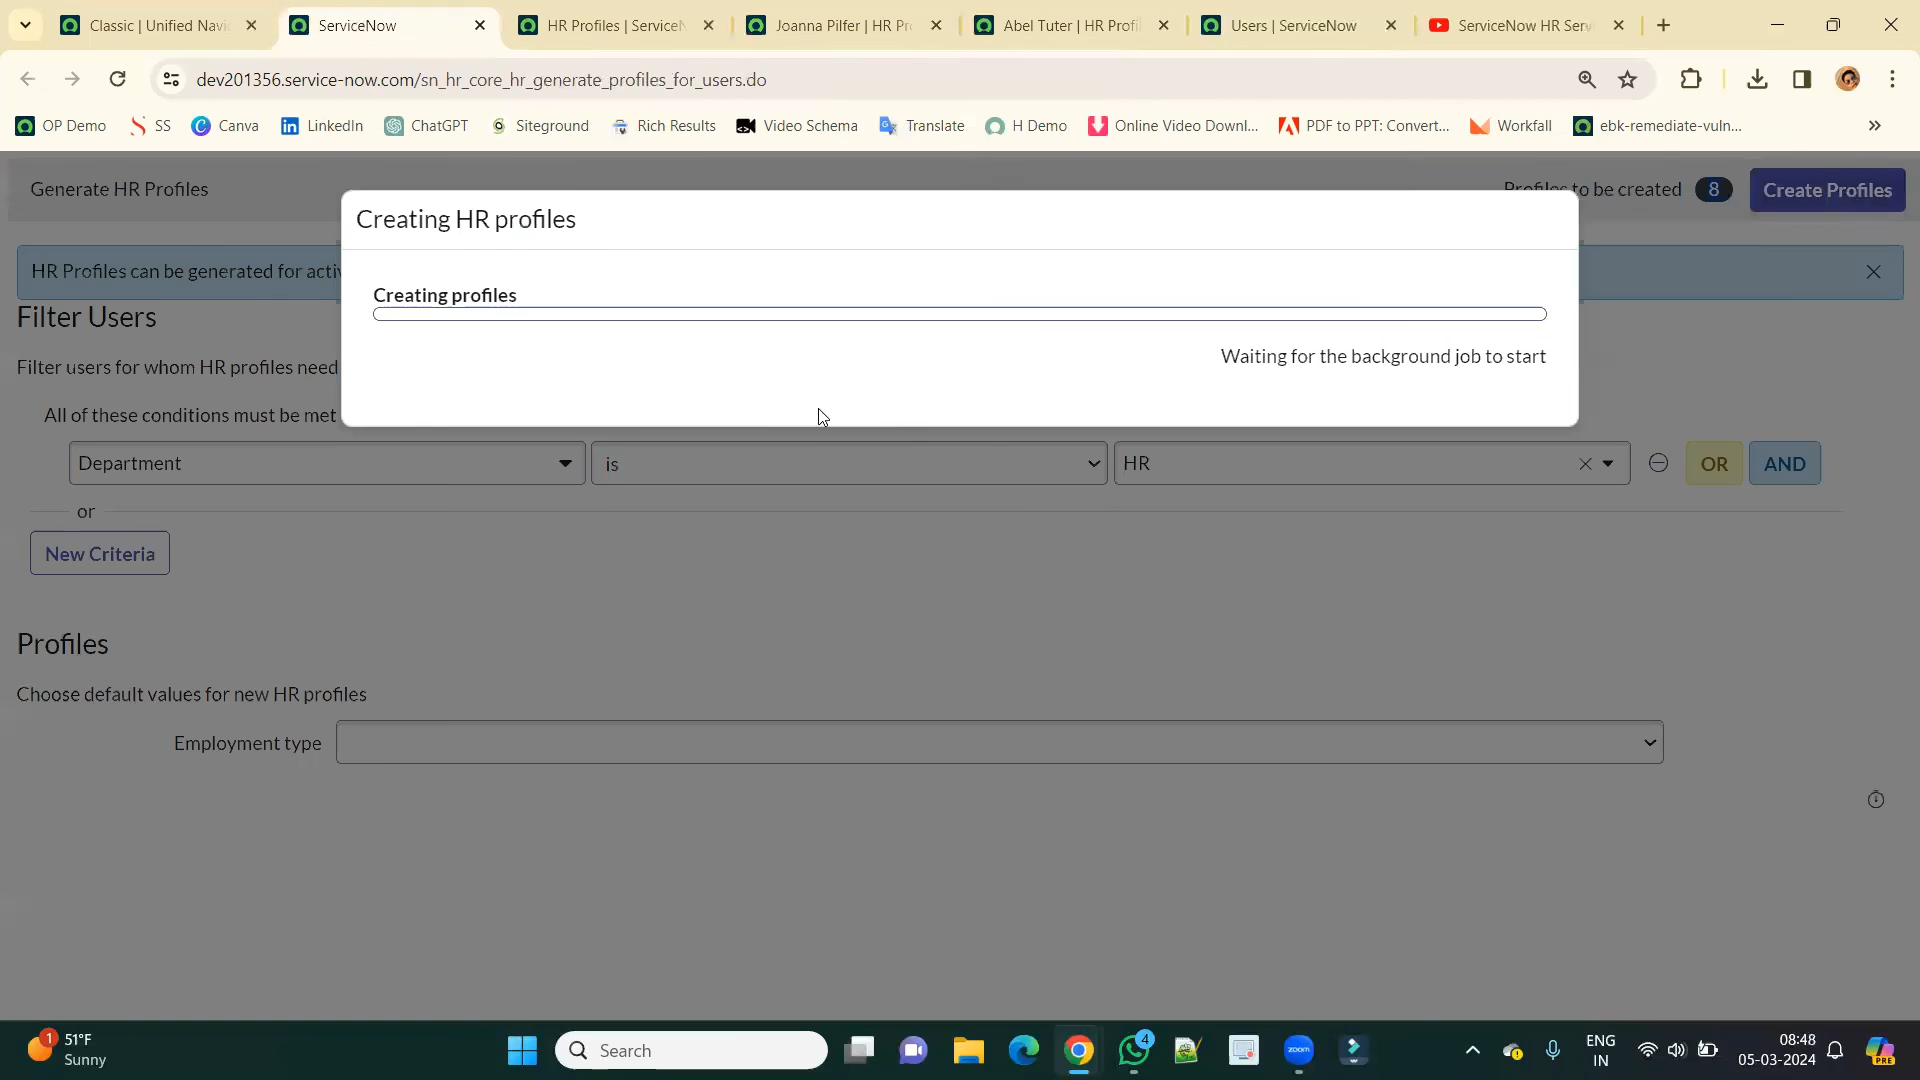 Classic | Unified Navi
ServiceNow
HR Profiles | ServiceN
Joanna Pilfer | HR Pr
Abel Tuter | HR Profil
Users | ServiceNow
ServiceNow HR Serv
dev201356.service-now.com/sn_hr_core_hr_generate_profiles_for_users.do
OP Demo
SS
Canva
LinkedIn
ChatGPT
Siteground
Rich Results
Video Schema
Translate
H Demo
Online Video Downl...
PDF to PPT: Convert...
Workfall
ebk-remediate-vuln...
Generate HR Profiles
Profiles to be created 8
Create Profiles
Creating HR profiles
HR Profiles can be generated for activ
Creating profiles
Filter Users
Waiting for the background job to start
Filter users for whom HR profiles need
All of these conditions must be met
Department
is
HR
OR
AND
or
New Criteria
Profiles
Choose default values for new HR profiles
Employment type
1
51°F
Sunny
Search
4
zoom
ENG
IN
08:48
05-03-2024
PRE